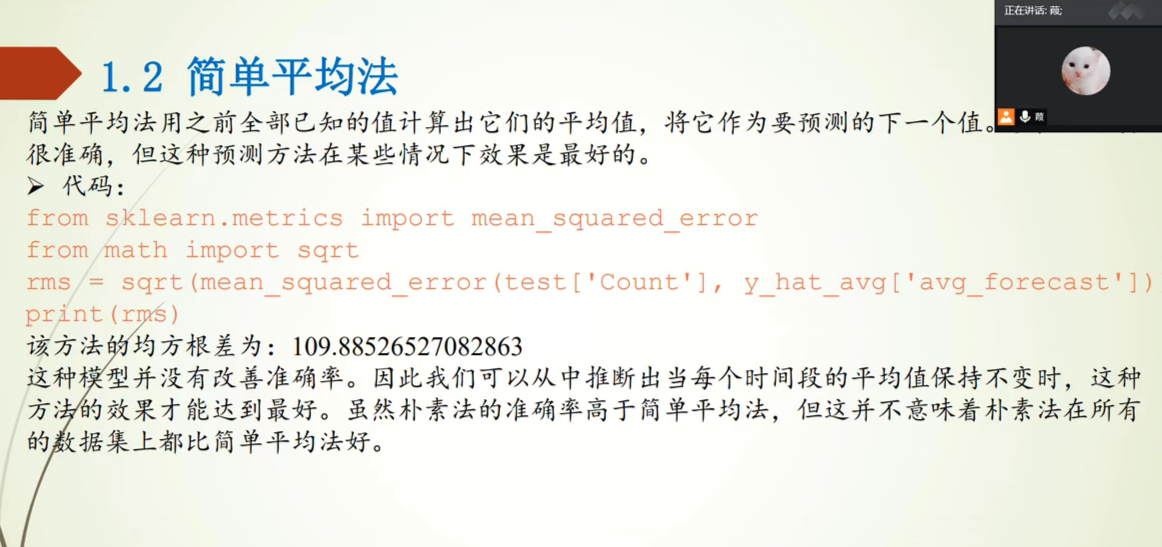 正在讲话: 葭;
1.2 简单平均法
葭
简单平均法用之前全部已知的值计算出它们的平均值，将它作为要预测的下一个值。
很准确，但这种预测方法在某些情况下效果是最好的。
➢ 代码：
from sklearn.metrics import mean_squared_error
from math import sqrt
rms = sqrt(mean_squared_error(test['Count'], y_hat_avg['avg_forecast'])
print(rms)
该方法的均方根差为：109.88526527082863
这种模型并没有改善准确率。因此我们可以从中推断出当每个时间段的平均值保持不变时，这种
方法的效果才能达到最好。虽然朴素法的准确率高于简单平均法，但这并不意味着朴素法在所有
的数据集上都比简单平均法好。